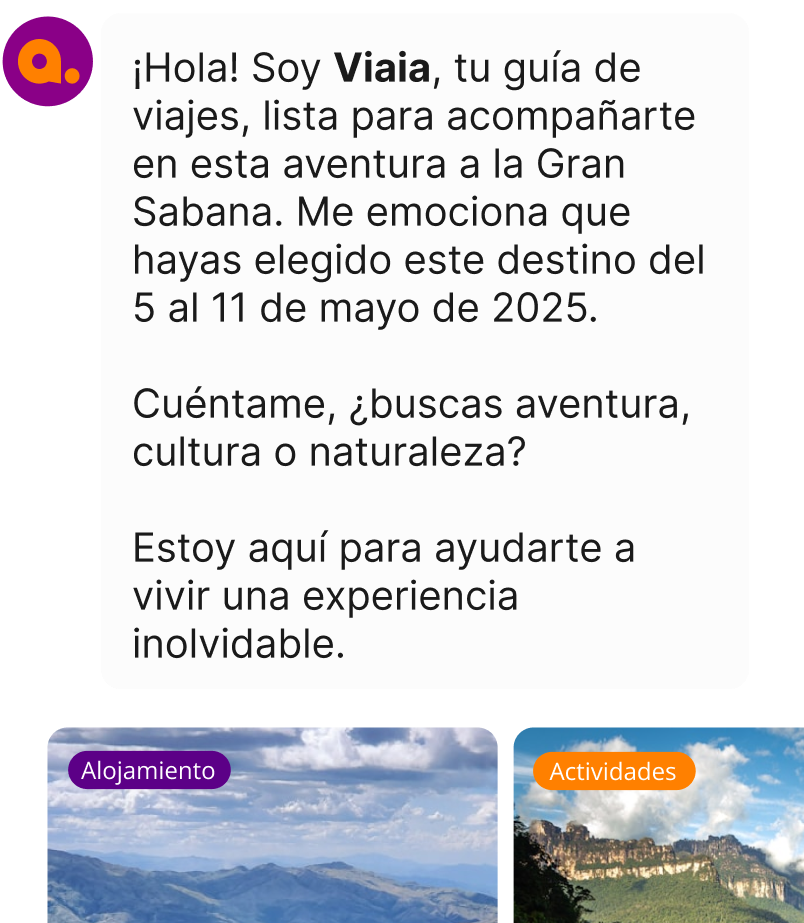 ¡Hola! Soy Viaia, tu guía de
viajes, lista para acompañarte
en esta aventura a la Gran
Sabana. Me emociona que
hayas elegido este destino del
5 al 11 de mayo de 2025.
Cuéntame, ¿buscas aventura,
cultura o naturaleza?
Estoy aquí para ayudarte a
vivir una experiencia
inolvidable.
Alojamiento
Actividades